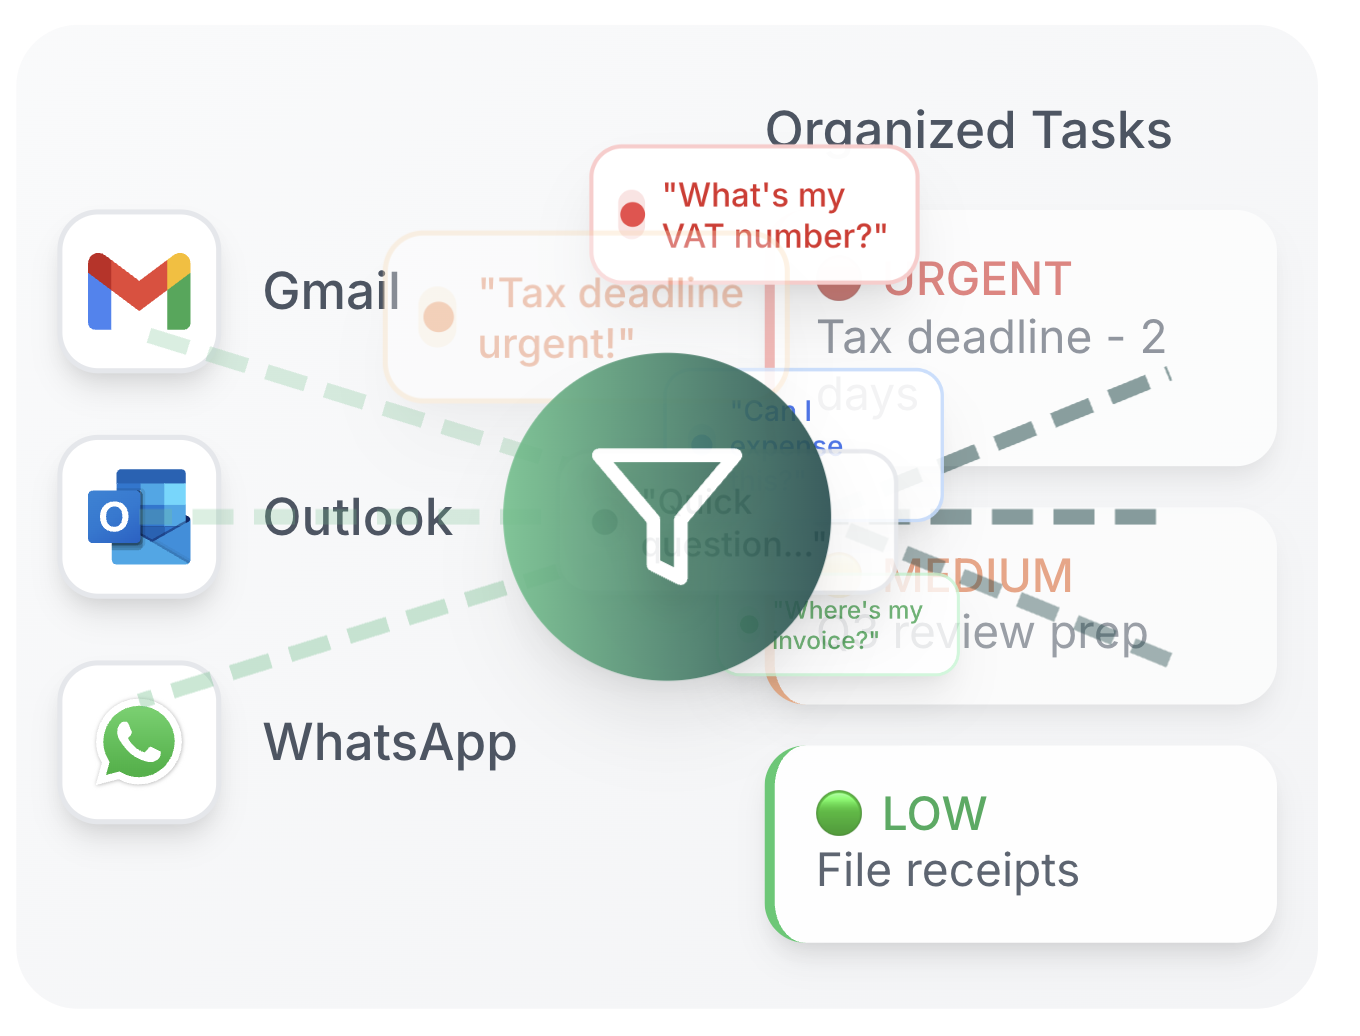 Organized Tasks
"What's my
VAT number?"
Gmail
"Tax deadline
urgent!"
URGENT
Tax deadline - 2
days
"Can I
expense
Outlook
"Quick
question..."
MEDIUM
Q3 review prep
"Where's my
invoice?"
WhatsApp
LOW
File receipts